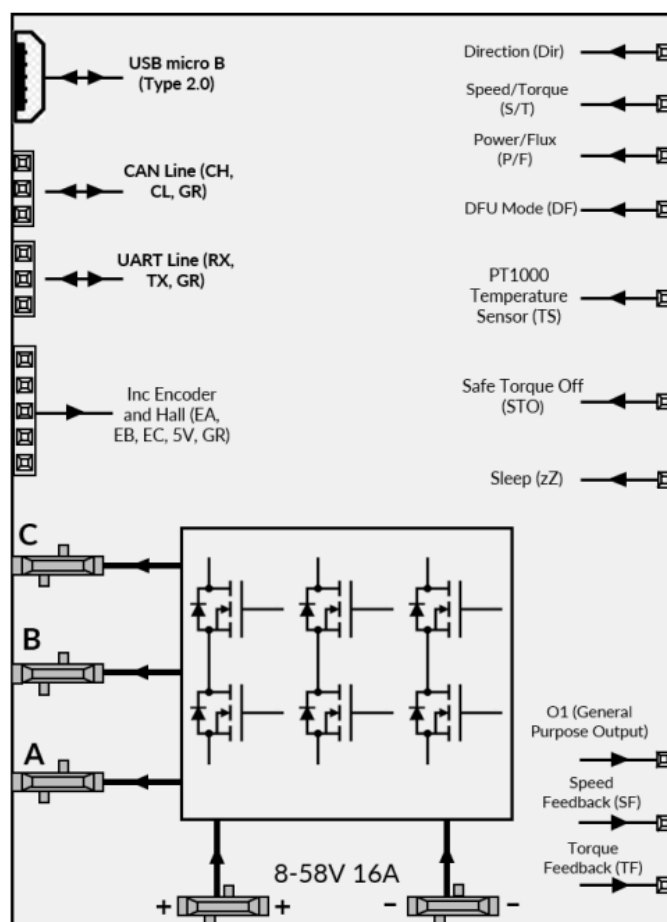 USB micro B
(Type 2.0)
CAN Line (CH,
CL, GR)
UART Line (RX,
TX, GR)
Inc Encoder
and Hall (EA,
EB, EC, 5V, GR)
Direction (Dir)
Speed/Torque
(S/T)
Power/Flux
(P/F)
DFU Mode (DF)
PT1000
Temperature
Sensor (TS)
Safe Torque Off
(STO)
Sleep (zZ)
C
B
A
O1 (General
Purpose Output)
Speed
Feedback (SF)
Torque
Feedback (TF)
8-58V 16A
+ + - -